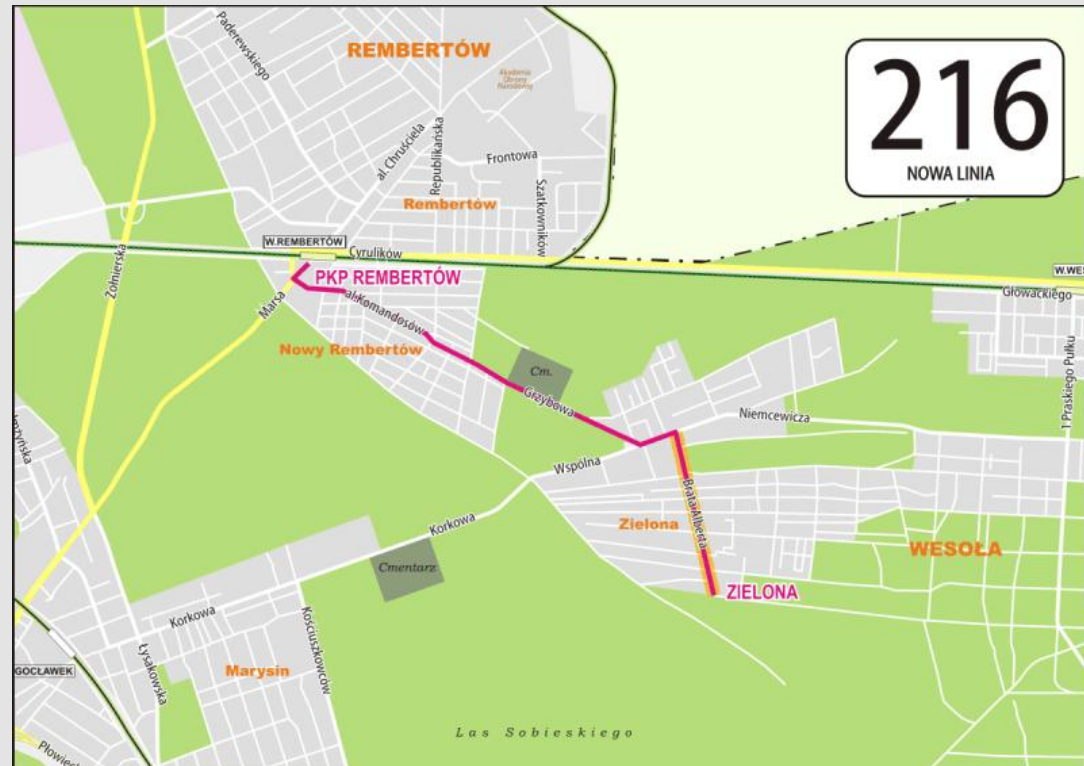 REMBERTÓW
216
NOWA LINIA
Paderewskiego
Akademia
Obrony
Narodowej
al. Chruściela
Republikańska
Frontowa
Szatkowników
Rembertów
Żołnierska
W.REMBERTÓW
Cyrulików
PKP REMBERTÓW
W.WES
Głowackiego
Marsa
al.Komandosów
Nowy Rembertów
Cm.
Grzybowa
Niemcewicza
1 Praskiego Pułku
Wspólna
Brata Alberta
Korkowa
Zielona
WESOŁA
Cmentarz
ZIELONA
Korkowa
Kościuszkowców
Łysakowska
GOCŁAWEK
Marysin
Las Sobieskiego